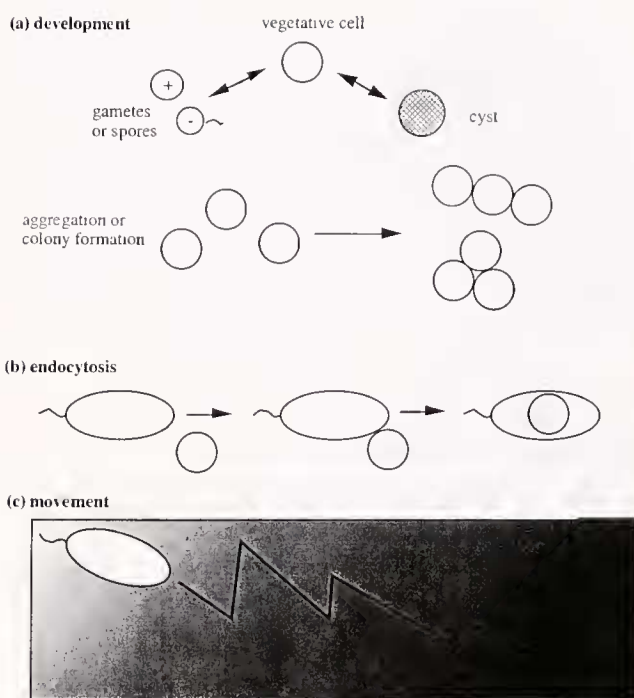 (a) development
vegetative cell
+
gametes
or spores
-
cyst
aggregation or
colony formation
(b) endocytosis
(c) movement